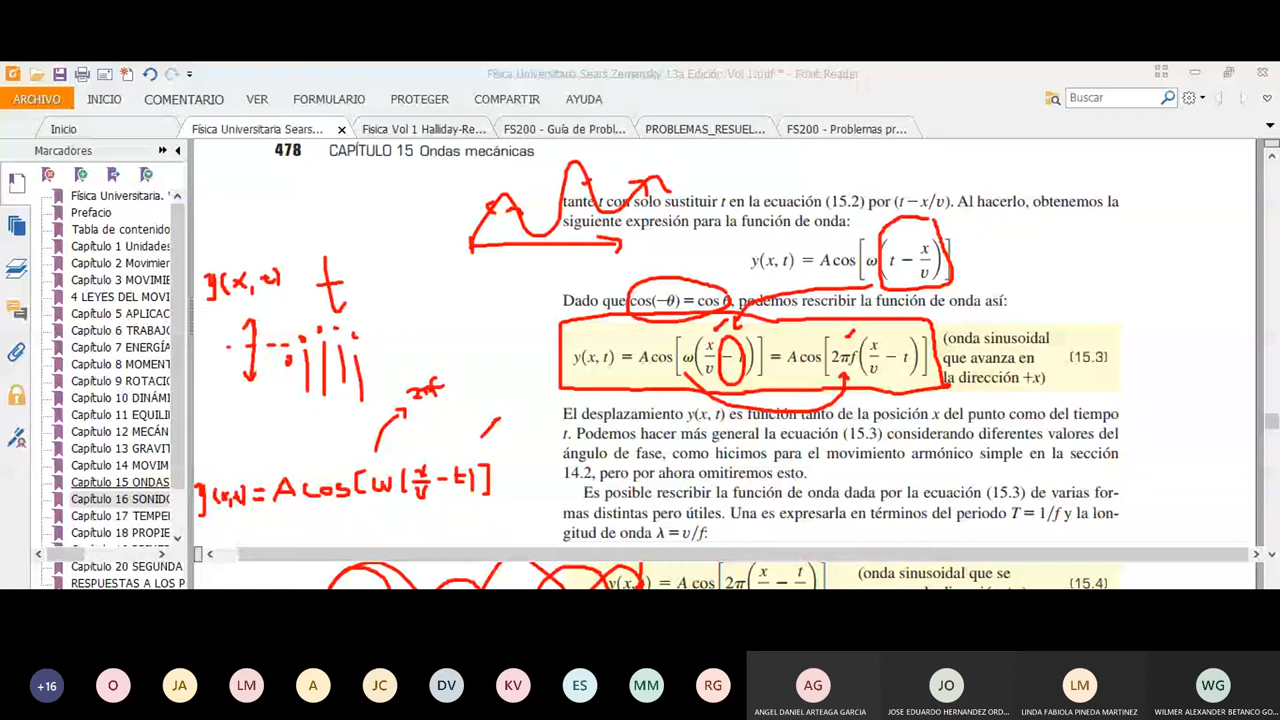 Física Universitaria Sears Zemansky 13a Edición Vol 1.pdf * - Foxit Reader
ARCHIVO INICIO COMENTARIO VER FORMULARIO PROTEGER COMPARTIR AYUDA
Buscar
Inicio
Física Universitaria Sears...
Fisica Vol 1 Halliday-Re...
FS200 - Guía de Probl...
PROBLEMAS_RESUEL...
FS200 - Problemas pr...
Marcadores
Física Universitaria.
Prefacio
Tabla de contenido
Capítulo 1 Unidades
Capítulo 2 Movimie
Capítulo 3 MOVIMIE
4 LEYES DEL MOVI
Capítulo 5 APLICAC
Capítulo 6 TRABAJO
Capítulo 7 ENERGÍA
Capítulo 8 MOMENT
Capítulo 9 ROTACIO
Capítulo 10 DINÁMI
Capítulo 11 EQUILI
Capítulo 12 MECÁN
Capítulo 13 GRAVIT
Capítulo 14 MOVIM
Capítulo 15 ONDAS
Capítulo 16 SONIDO
Capítulo 17 TEMPER
Capítulo 18 PROPIE
Capítulo 20 SEGUND
RESPUESTAS A LOS P
478 CAPÍTULO 15 Ondas mecánicas
tante t con solo sustituir t en la ecuación (15.2) por (t − x/v). Al hacerlo, obtenemos la
siguiente expresión para la función de onda:
y(x, t) = A cos[ω(t − x/v)]
Dado que cos(−θ) = cos θ, podemos rescribir la función de onda así:
y(x, t) = A cos[ω(x/v − t)] = A cos[2πf(x/v − t)] (onda sinusoidal
que avanza en
la dirección +x) (15.3)
El desplazamiento y(x, t) es función tanto de la posición x del punto como del tiempo
t. Podemos hacer más general la ecuación (15.3) considerando diferentes valores del
ángulo de fase, como hicimos para el movimiento armónico simple en la sección
14.2, pero por ahora omitiremos esto.
Es posible rescribir la función de onda dada por la ecuación (15.3) de varias for-
mas distintas pero útiles. Una es expresarla en términos del periodo T = 1/f y la lon-
gitud de onda λ = v/f:
(onda sinusoidal que se
(15.4)
y(x,t)
t
2πf
y(x,t) = A cos[ω(x/v − t)]
+16 O JA LM A JC DV KV ES MM RG AG JO LM WG
ANGEL DANIEL ARTEAGA GARCIA
JOSE EDUARDO HERNANDEZ ORD...
LINDA FABIOLA PINEDA MARTINEZ
WILMER ALEXANDER BETANCO GO...